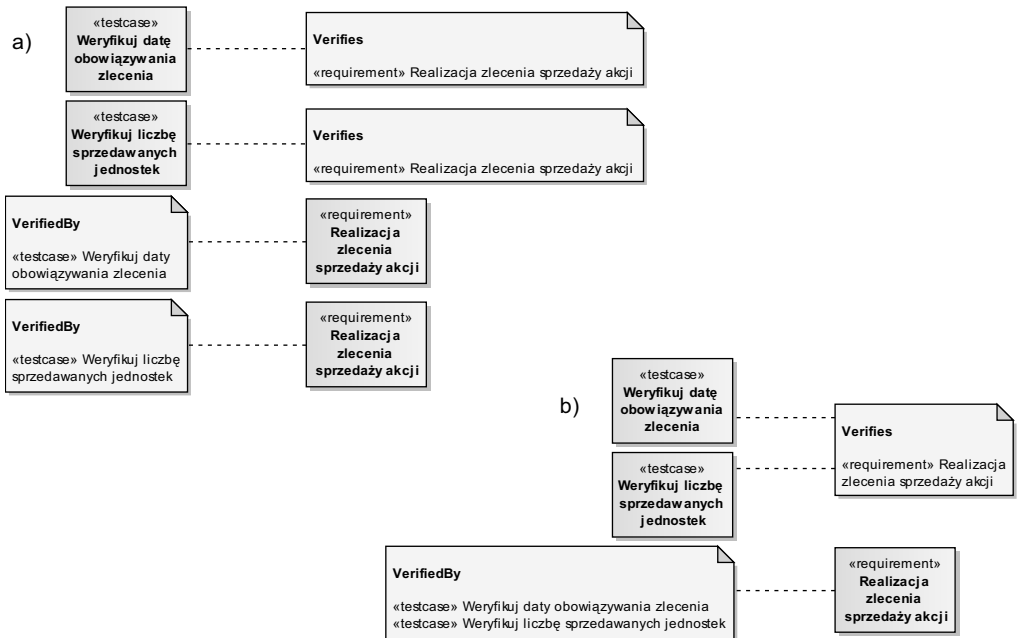 a)
«testcase»
Weryfikuj datę
obowiązywania
zlecenia
Verifies
«requirement» Realizacja zlecenia sprzedaży akcji
«testcase»
Weryfikuj liczbę
sprzedawanych
jednostek
Verifies
«requirement» Realizacja zlecenia sprzedaży akcji
VerifiedBy
«testcase» Weryfikuj daty
obowiązywania zlecenia
«requirement»
Realizacja
zlecenia
sprzedaży akcji
VerifiedBy
«testcase» Weryfikuj liczbę
sprzedawanych jednostek
«requirement»
Realizacja
zlecenia
sprzedaży akcji
b)
«testcase»
Weryfikuj datę
obowiązywania
zlecenia
Verifies
«requirement» Realizacja
zlecenia sprzedaży akcji
«testcase»
Weryfikuj liczbę
sprzedawanych
jednostek
VerifiedBy
«testcase» Weryfikuj daty obowiązywania zlecenia
«testcase» Weryfikuj liczbę sprzedawanych jednostek
«requirement»
Realizacja
zlecenia
sprzedaży akcji